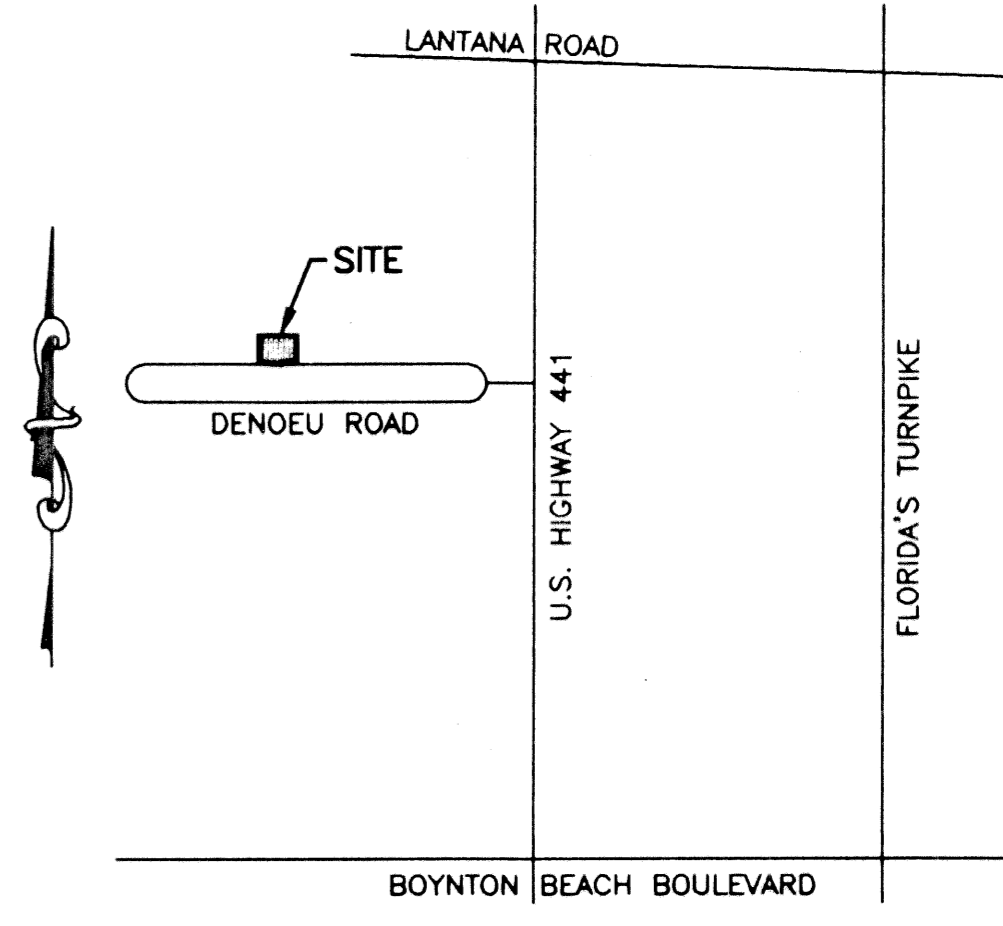 LANTANA ROAD
SITE
DENOEU ROAD
U.S. HIGHWAY 441
FLORIDA'S TURNPIKE
BOYNTON BEACH BOULEVARD